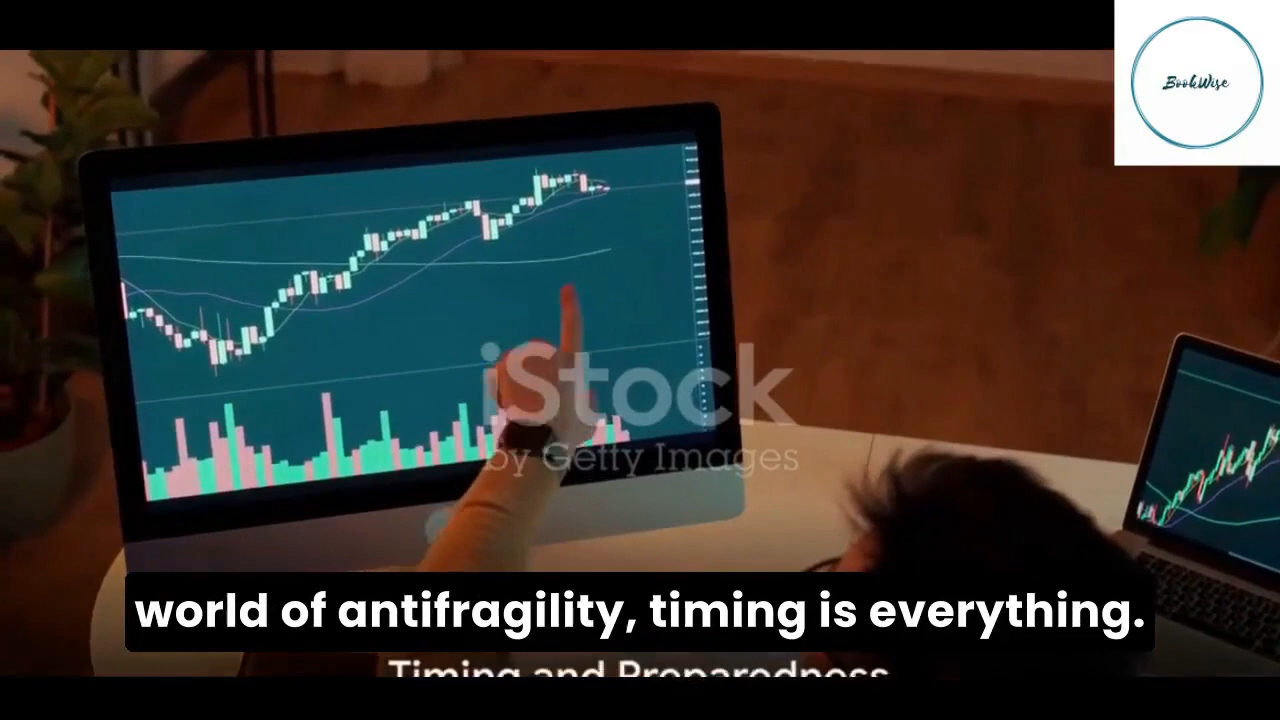 BookWise
iStock
by Getty Images
world of antifragility, timing is everything.
Timing and Preparedness